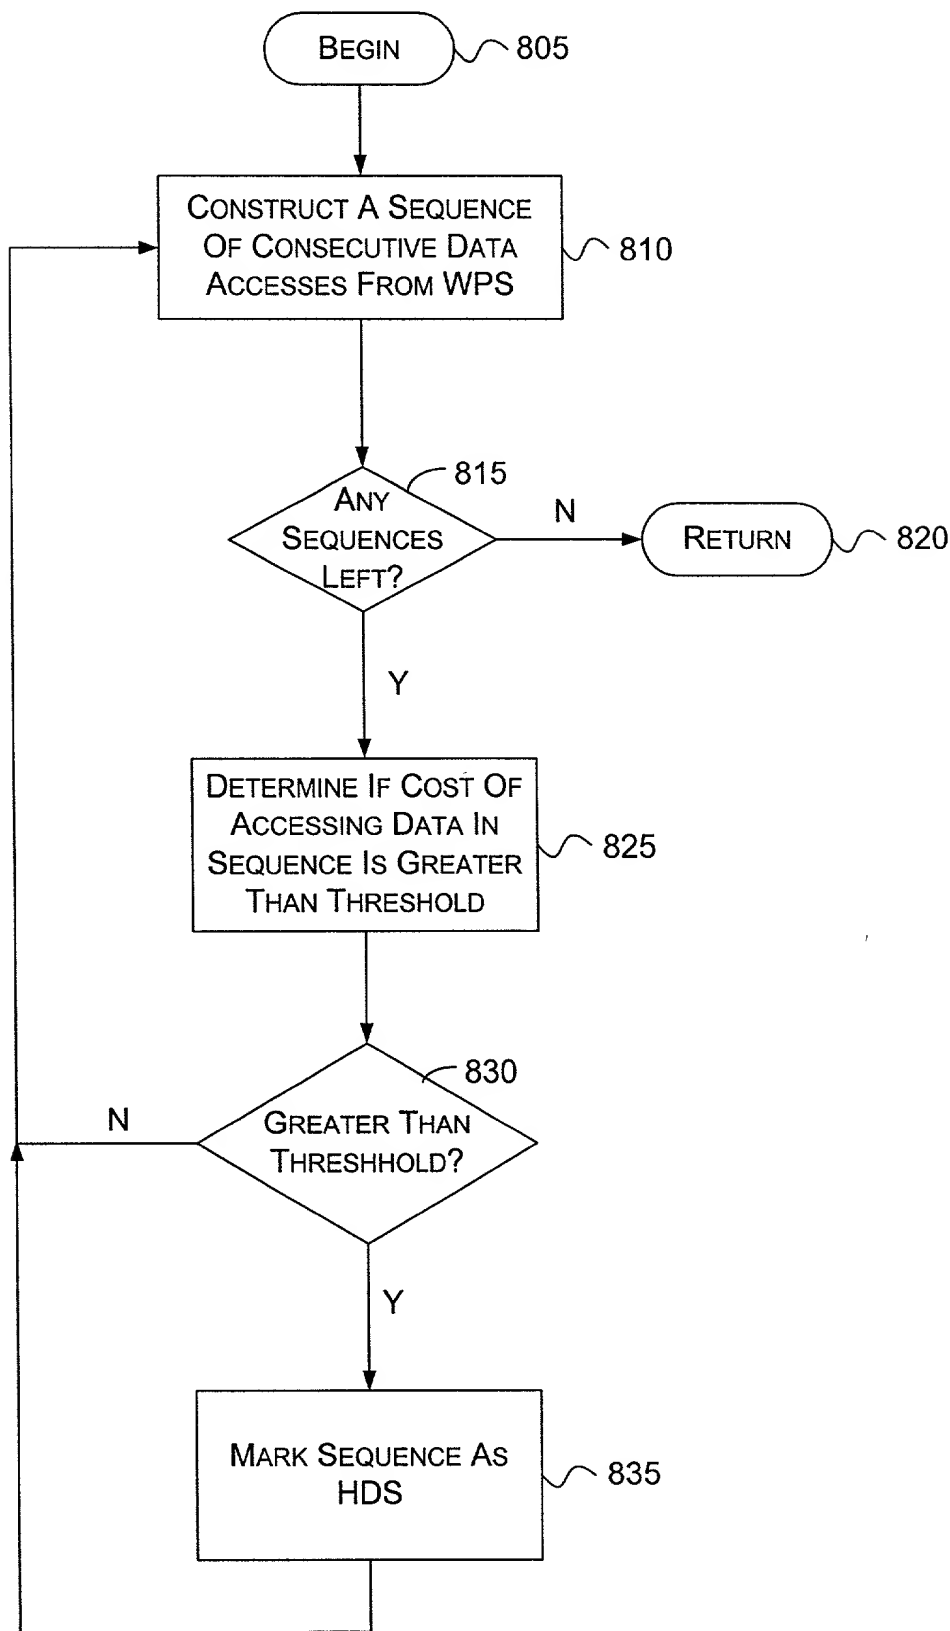 BEGIN
805
CONSTRUCT A SEQUENCE
OF CONSECUTIVE DATA
ACCESSES FROM WPS
810
815
ANY
SEQUENCES
LEFT?
N
RETURN
820
Y
DETERMINE IF COST OF
ACCESSING DATA IN
SEQUENCE IS GREATER
THAN THRESHOLD
825
830
N
GREATER THAN
THRESHHOLD?
Y
MARK SEQUENCE AS
HDS
835